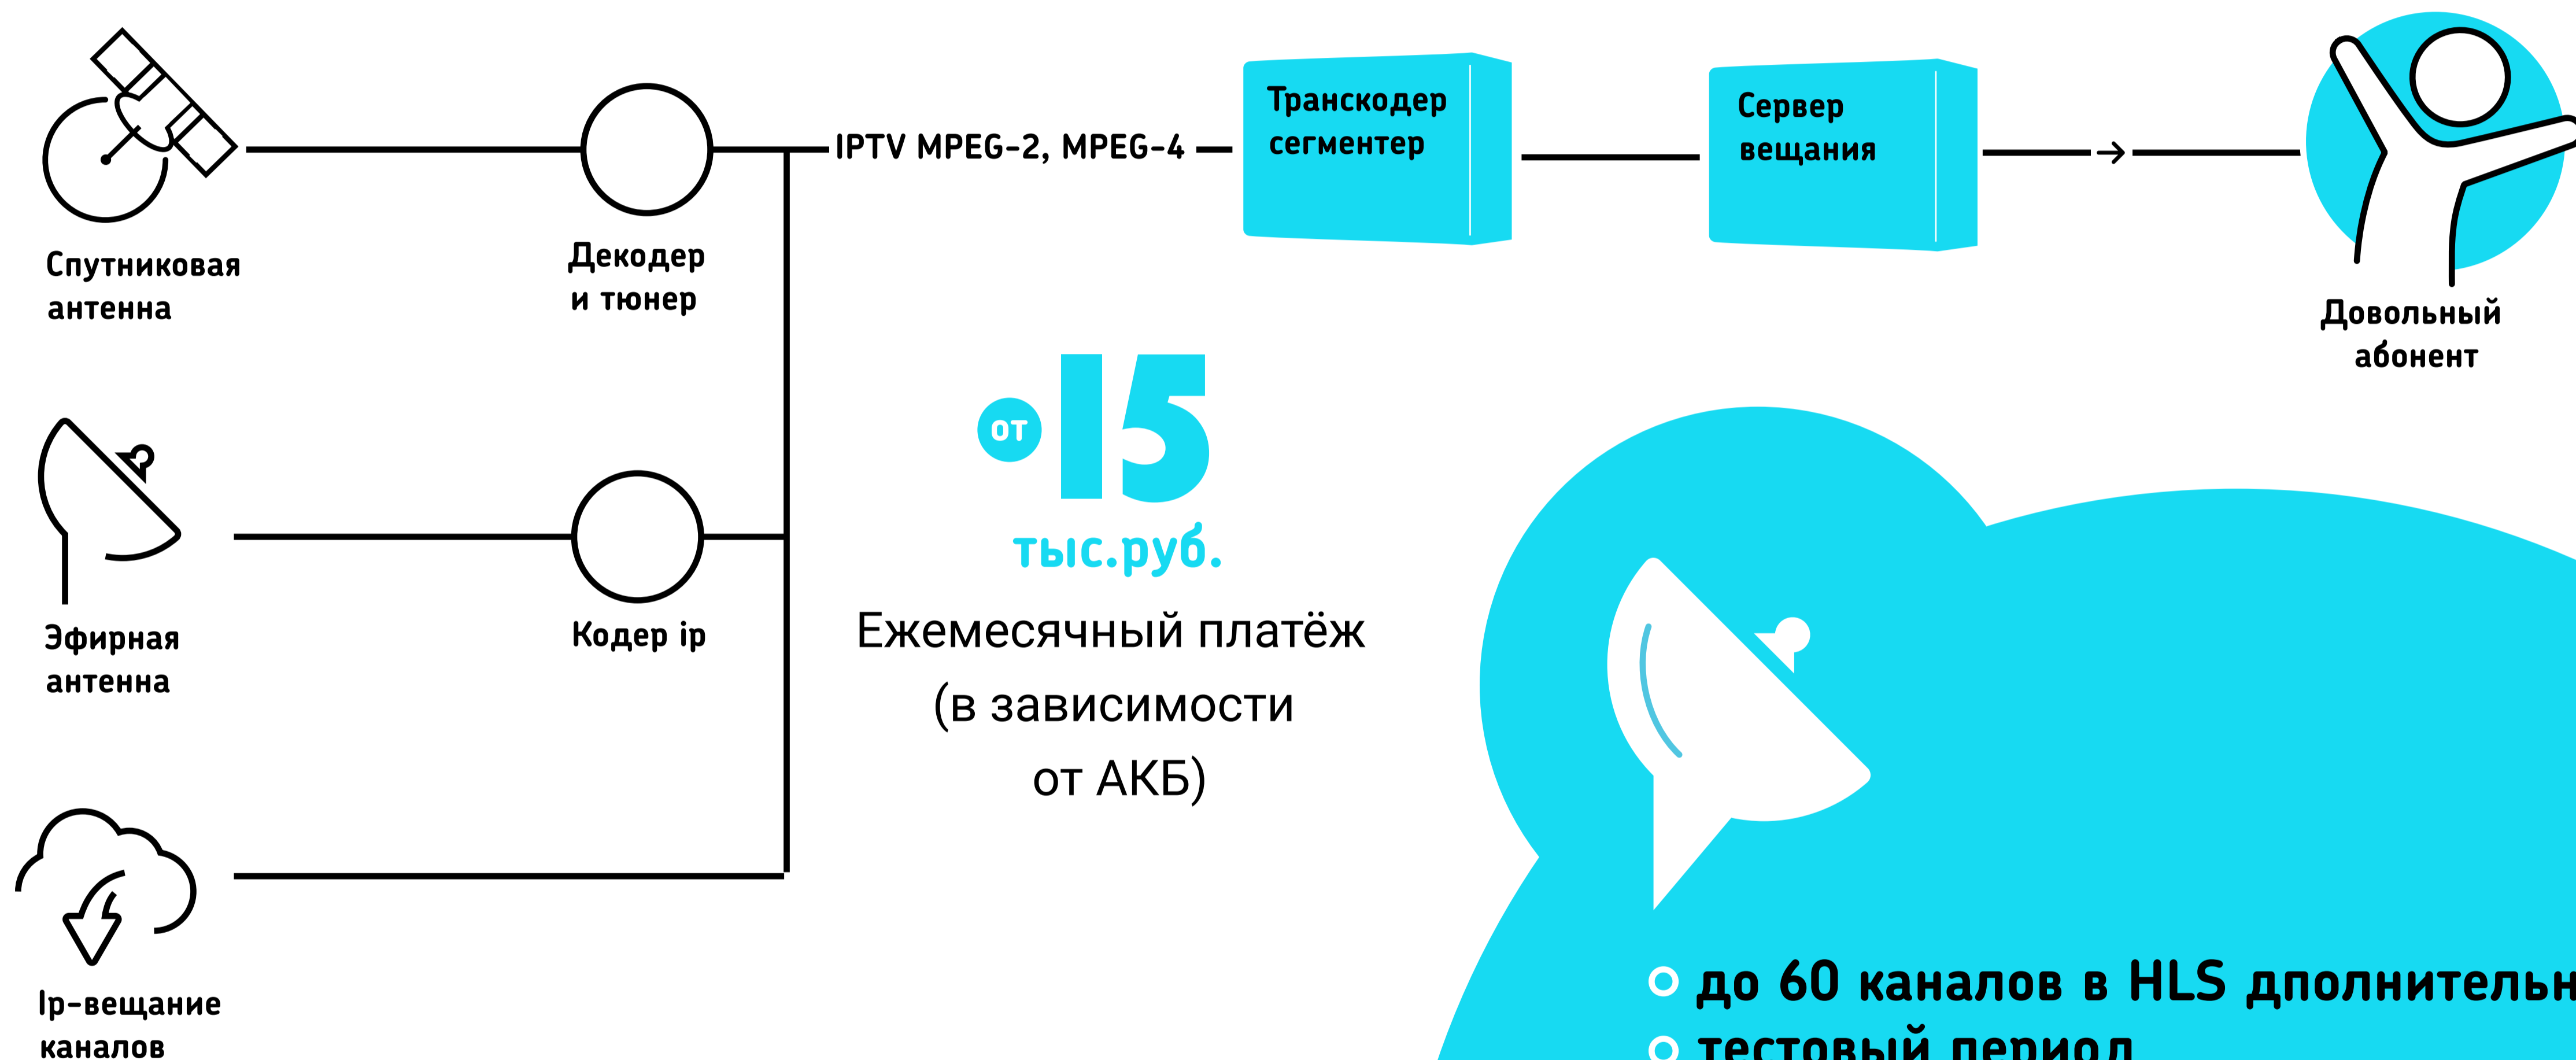 Спутниковая
антенна
Декодер
и тюнер
IPTV MPEG-2, MPEG-4
Транскодер
сегментер
Сервер
вещания
Довольный
абонент
Эфирная
антенна
Кодер ip
от 15
тыс.руб.
Ежемесячный платёж
(в зависимости
от АКБ)
Ip-вещание
каналов
до 60 каналов в HLS дполнительн
тестовый период